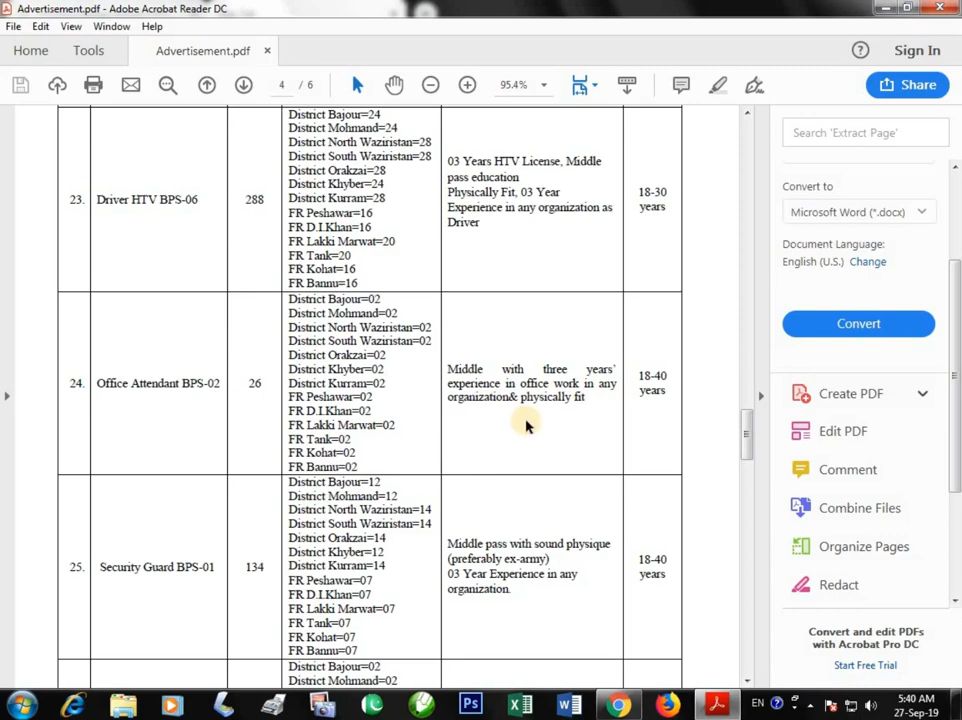 Advertisement.pdf - Adobe Acrobat Reader DC
File Edit View Window Help
Home Tools Advertisement.pdf × Sign In
4 / 6 95.4% Share
23. Driver HTV BPS-06 288
District Bajour=24
District Mohmand=24
District North Waziristan=28
District South Waziristan=28
District Orakzai=28
District Khyber=24
District Kurram=28
FR Peshawar=16
FR D.I.Khan=16
FR Lakki Marwat=20
FR Tank=20
FR Kohat=16
FR Bannu=16
03 Years HTV License, Middle
pass education
Physically Fit, 03 Year
Experience in any organization as
Driver
18-30
years
24. Office Attendant BPS-02 26
District Bajour=02
District Mohmand=02
District North Waziristan=02
District South Waziristan=02
District Orakzai=02
District Khyber=02
District Kurram=02
FR Peshawar=02
FR D.I.Khan=02
FR Lakki Marwat=02
FR Tank=02
FR Kohat=02
FR Bannu=02
Middle with three years’
experience in office work in any
organization& physically fit
18-40
years
25. Security Guard BPS-01 134
District Bajour=12
District Mohmand=12
District North Waziristan=14
District South Waziristan=14
District Orakzai=14
District Khyber=12
District Kurram=14
FR Peshawar=07
FR D.I.Khan=07
FR Lakki Marwat=07
FR Tank=07
FR Kohat=07
FR Bannu=07
Middle pass with sound physique
(preferably ex-army)
03 Year Experience in any
organization.
18-40
years
District Bajour=02
District Mohmand=02
Search 'Extract Page'
Convert to
Microsoft Word (*.docx)
Document Language:
English (U.S.) Change
Convert
Create PDF
Edit PDF
Comment
Combine Files
Organize Pages
Redact
Convert and edit PDFs
with Acrobat Pro DC
Start Free Trial
Ps
EN
5:40 AM
27-Sep-19